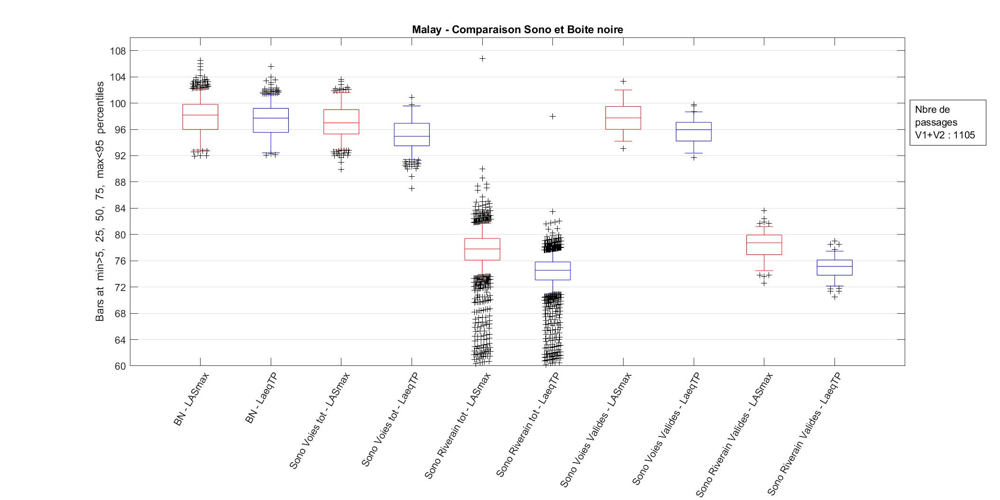 Malay - Comparaison Sono et Boite noire
Bars at min>5, 25, 50, 75, max<95 percentiles
108
104
100
96
92
88
84
80
76
72
68
64
60
Nbre de
passages
V1+V2 : 1105
BN - LASmax
BN - LaeqTP
Sono Voies tot - LASmax
Sono Voies tot - LaeqTP
Sono Riverain tot - LASmax
Sono Riverain tot - LaeqTP
Sono Voies Valides - LASmax
Sono Voies Valides - LaeqTP
Sono Riverain Valides - LASmax
Sono Riverain Valides - LaeqTP